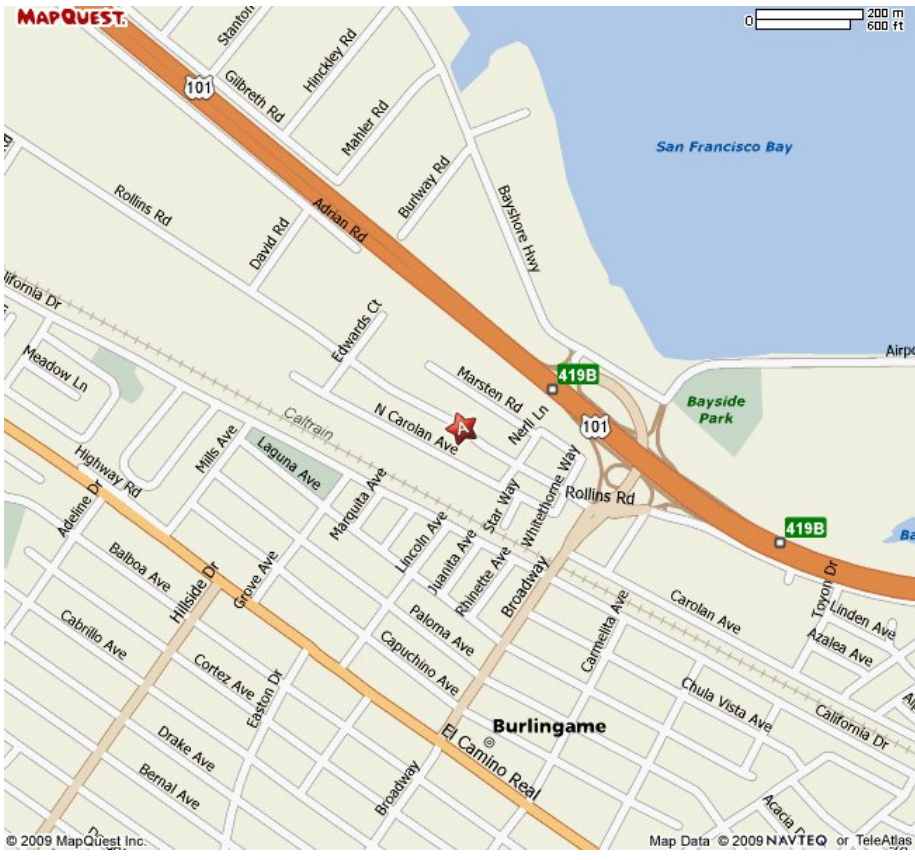 MAPQUEST.
0
200 m
600 ft
Stanton
Hinckley Rd
101
Gilbreth Rd
Mahler Rd
San Francisco Bay
Burlway Rd
Rollins Rd
Bayshore Hwy
Adrian Rd
David Rd
lifornia Dr
Edwards Ct
Airpo
Meadow Ln
Marsten Rd
419B
Bayside
Park
Caltrain
N Carolan Ave
A
Nerli Ln
101
Mills Ave
Laguna Ave
Highway Rd
Adeline Dr
Marquita Ave
Star Way
Whitethorne Way
Rollins Rd
419B
Ba
Lincoln Ave
Juanita Ave
Rhinette Ave
Balboa Ave
Hillside Dr
Grove Ave
Broadway
Carolan Ave
Toyon Dr
Linden Ave
Azalea Ave
Cabrillo Ave
Paloma Ave
Carmelita Ave
Capuchino Ave
Cortez Ave
Easton Dr
Chula Vista Ave
California Dr
Burlingame
Drake Ave
El Camino Real
Bernal Ave
Broadway
Acacia D
© 2009 MapQuest Inc.
Map Data © 2009 NAVTEQ or TeleAtlas